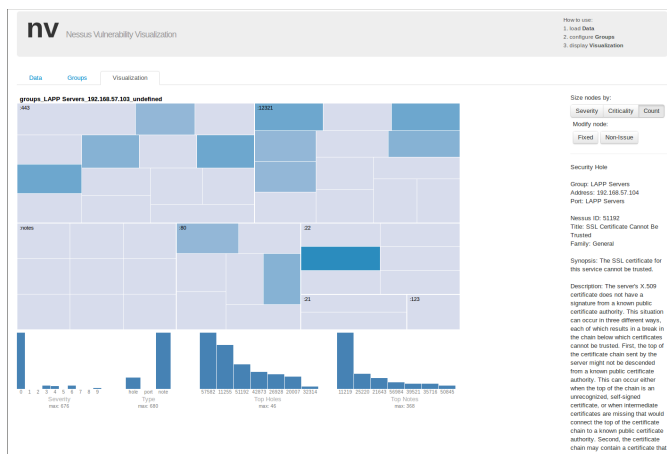 nv Nessus Vulnerability Visualization
How to use:
1. load Data
2. configure Groups
3. display Visualization
Data Groups Visualization
groups_LAPP Servers_192.168.57.103_undefined
:443 :12321
:notes :80 :22
:21 :123
0 1 2 3 4 5 6 7 8 9
Severity
max: 676
hole port note
Type
max: 680
57582 11255 51192 42873 26928 20007 32314
Top Holes
max: 46
11213 25220 21643 56984 39521 35716 50845
Top Notes
max: 368
Size nodes by:
Severity Criticality Count
Modify node:
Fixed Non-Issue
Security Hole
Group: LAPP Servers
Address: 192.168.57.104
Port: LAPP Servers
Nessus ID: 51192
Title: SSL Certificate Cannot Be
Trusted
Family: General
Synopsis: The SSL certificate for
this service cannot be trusted.
Description: The server's X.509
certificate does not have a
signature from a known public
certificate authority. This situation
can occur in three different ways,
each of which results in a break in
the chain below which certificates
cannot be trusted. First, the top of
the certificate chain sent by the
server might not be descended
from a known public certificate
authority. This can occur either
when the top of the chain is an
unrecognized, self-signed
certificate, or when intermediate
certificates are missing that would
connect the top of the certificate
chain to a known public certificate
authority. Second, the certificate
chain may contain a certificate that